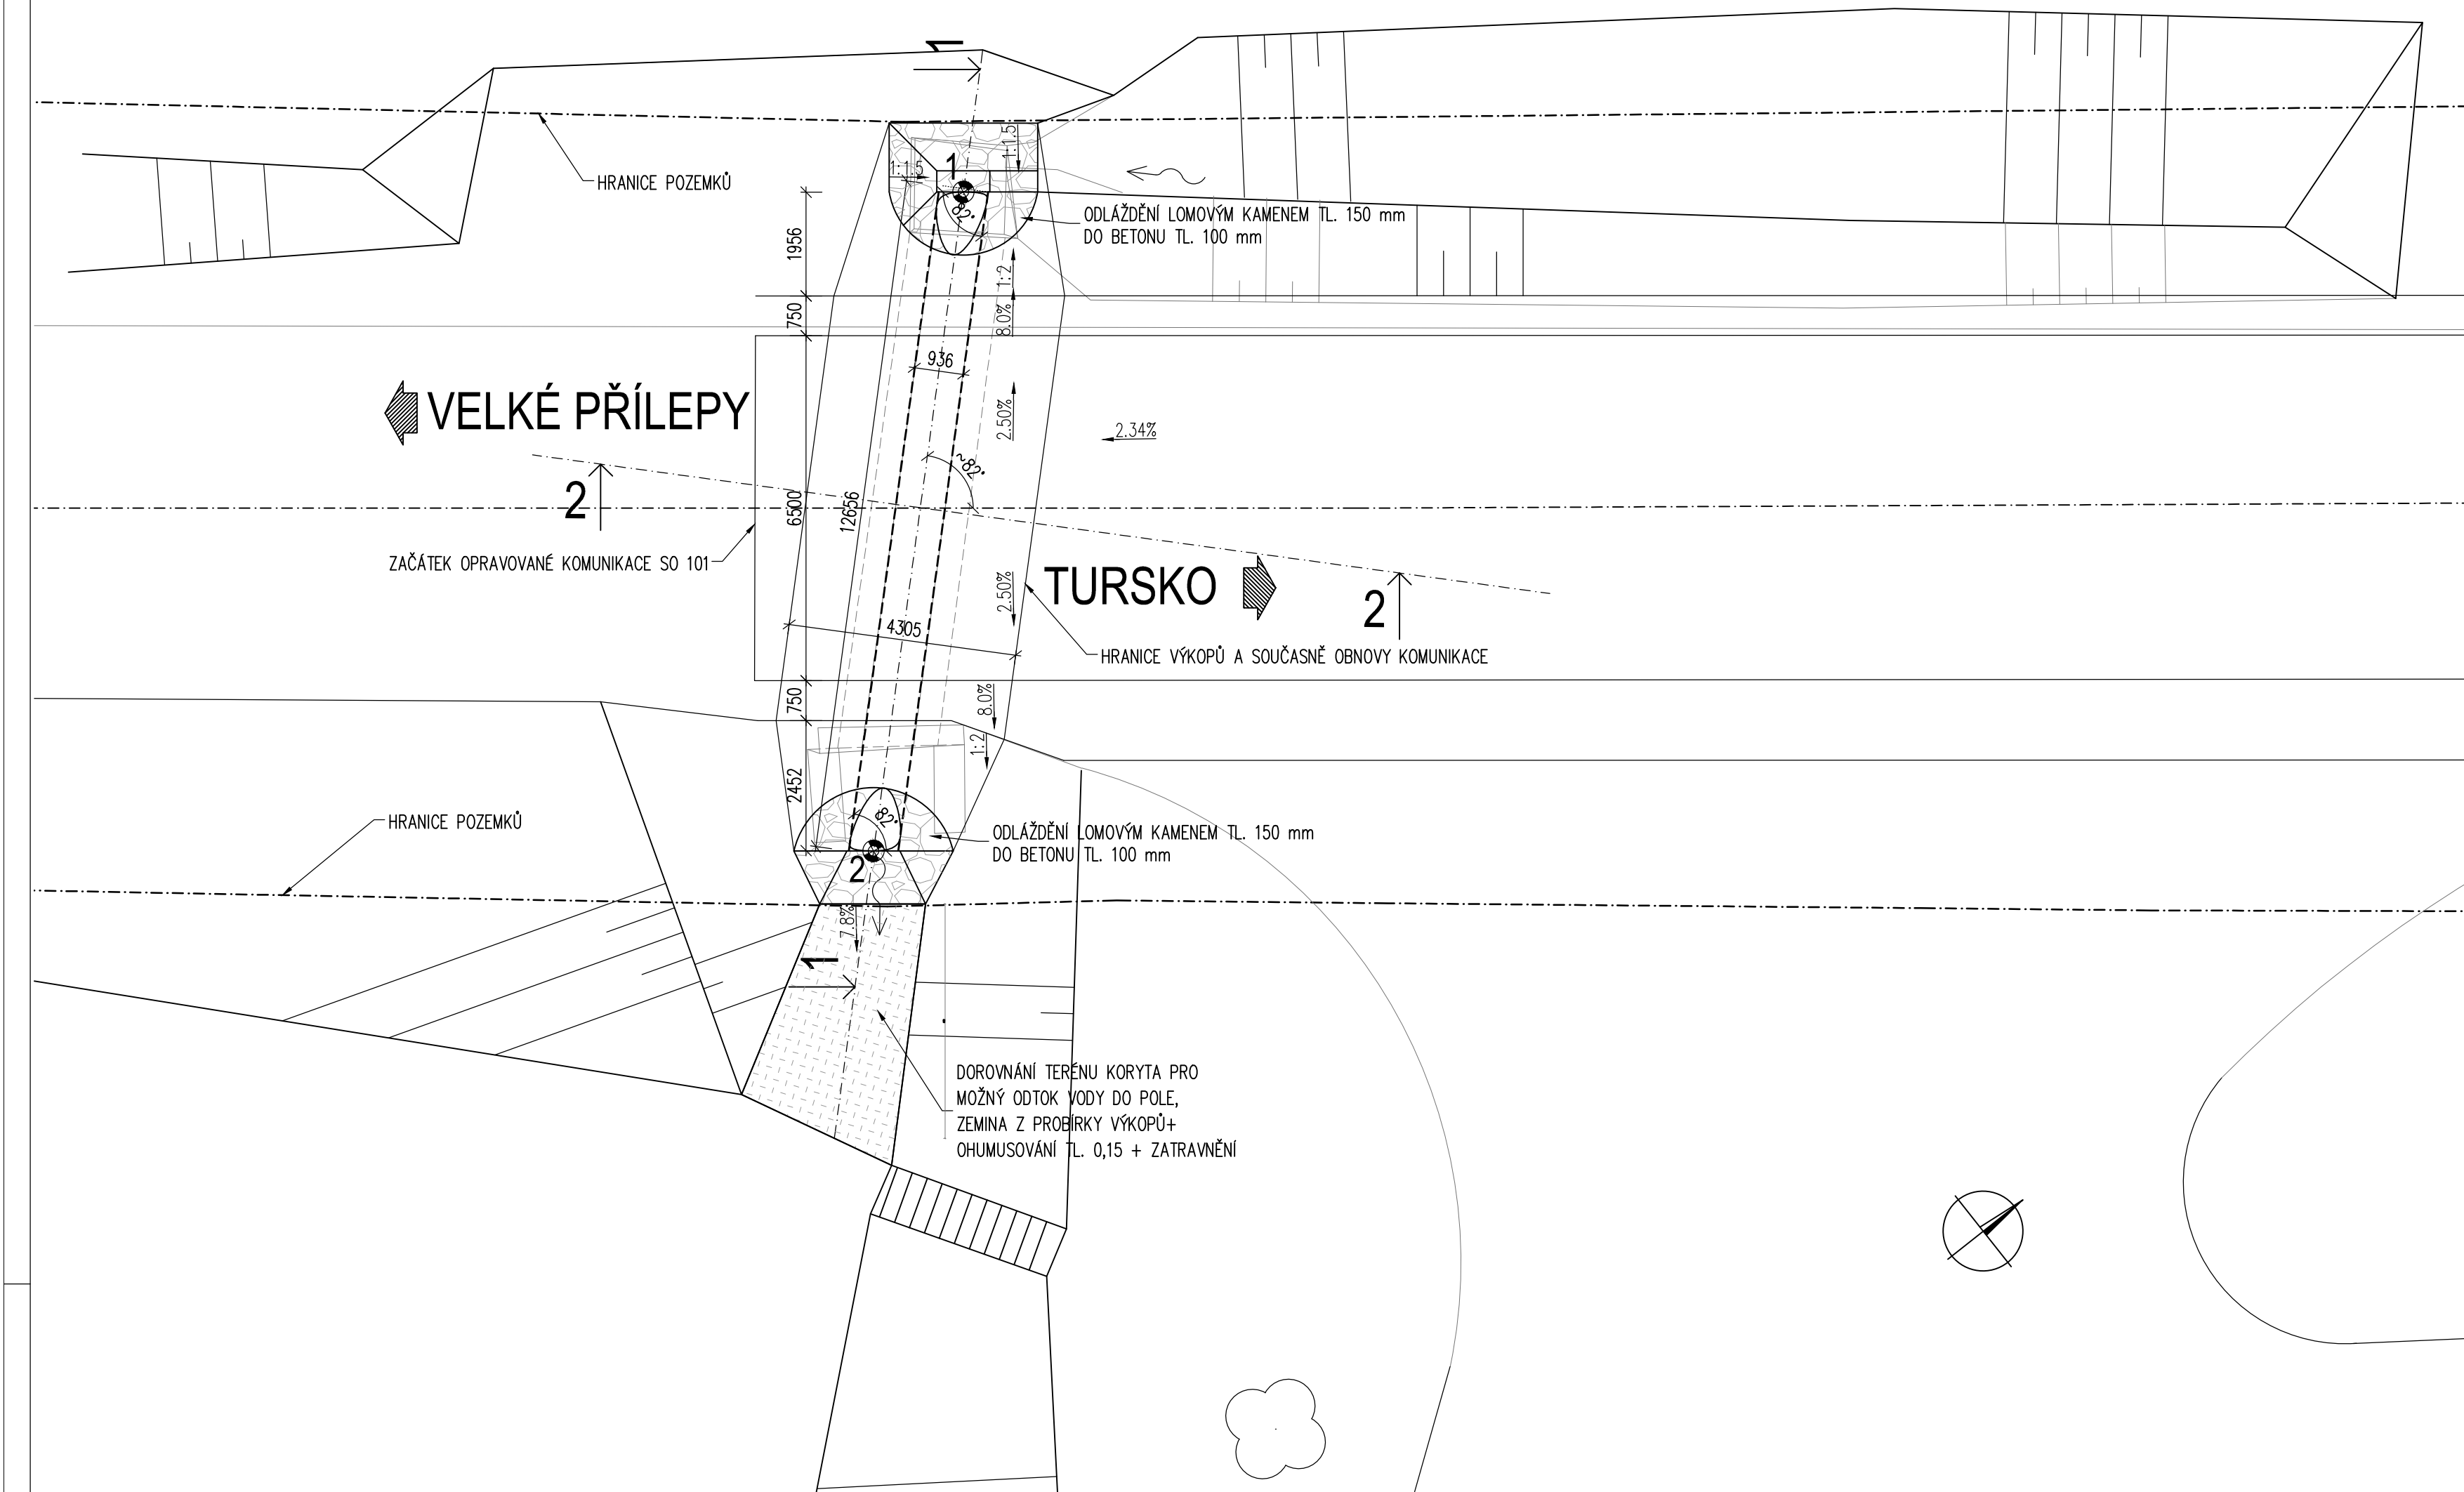 1
HRANICE POZEMKŮ
1:1.5
1:1.5
1
82°
ODLÁŽDĚNÍ LOMOVÝM KAMENEM TL. 150 mm
DO BETONU TL. 100 mm
1956
1:2
750
8.0%
936
VELKÉ PŘÍLEPY
2.50%
2.34%
~82°
2
6500
12656
ZAČÁTEK OPRAVOVANÉ KOMUNIKACE SO 101
2.50%
TURSKO
2
4305
HRANICE VÝKOPŮ A SOUČASNĚ OBNOVY KOMUNIKACE
750
8.0%
1:2
2452
HRANICE POZEMKŮ
82°
ODLÁŽDĚNÍ LOMOVÝM KAMENEM TL. 150 mm
DO BETONU TL. 100 mm
2
7.8%
1
DOROVNÁNÍ TERÉNU KORYTA PRO
MOŽNÝ ODTOK VODY DO POLE,
ZEMINA Z PROBÍRKY VÝKOPŮ+
OHUMUSOVÁNÍ TL. 0,15 + ZATRAVNĚNÍ